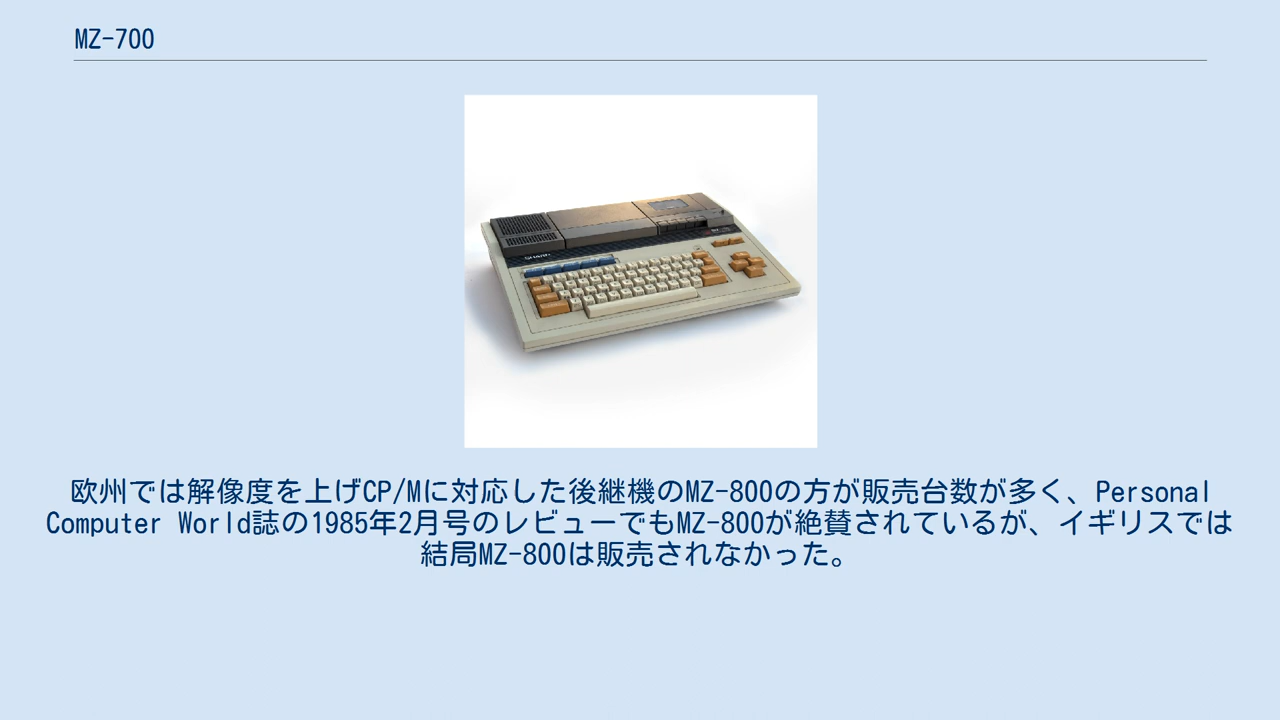 MZ-700
欧州では解像度を上げCP/Mに対応した後継機のMZ-800の方が販売台数が多く、Personal
Computer World誌の1985年2月号のレビューでもMZ-800が絶賛されているが、イギリスでは
結局MZ-800は販売されなかった。